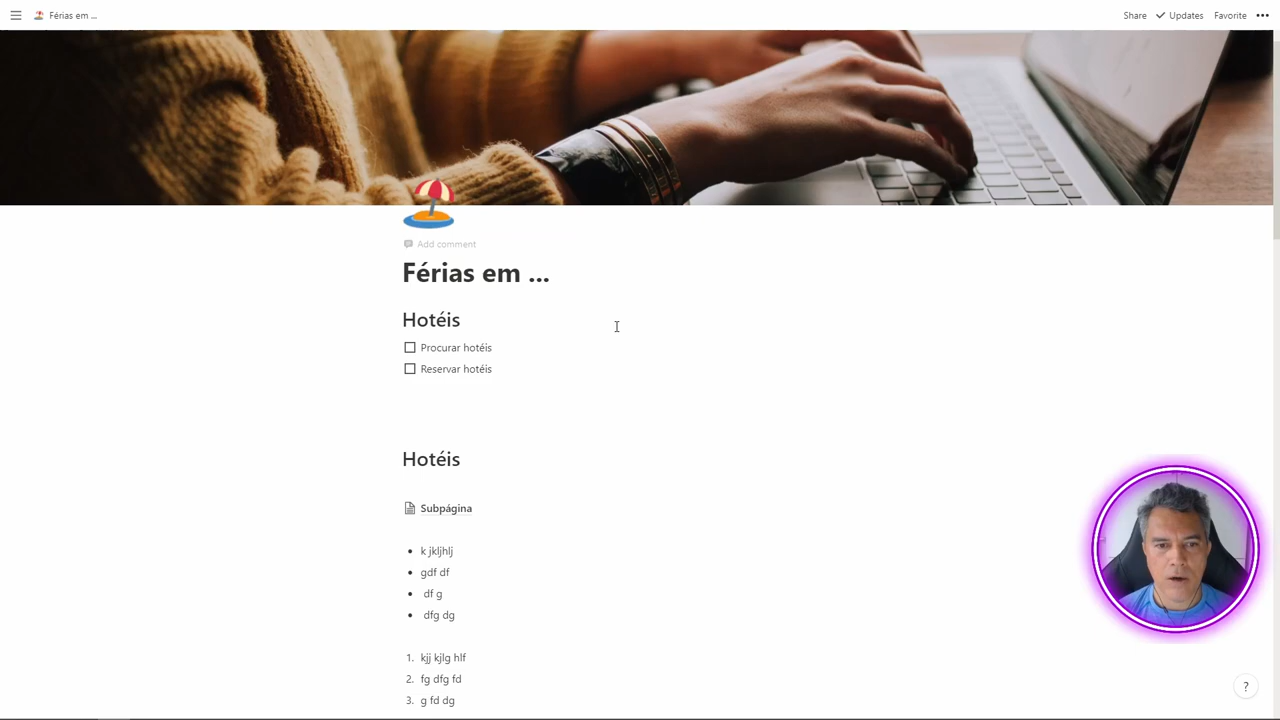 Férias em ...
Share
Updates
Favorite
Add comment
Férias em ...
Hotéis
Procurar hotéis
Reservar hotéis
Hotéis
Subpágina
k jkljhlj
gdf df
df g
dfg dg
1. kjj kjlg hlf
2. fg dfg fd
3. g fd dg
?